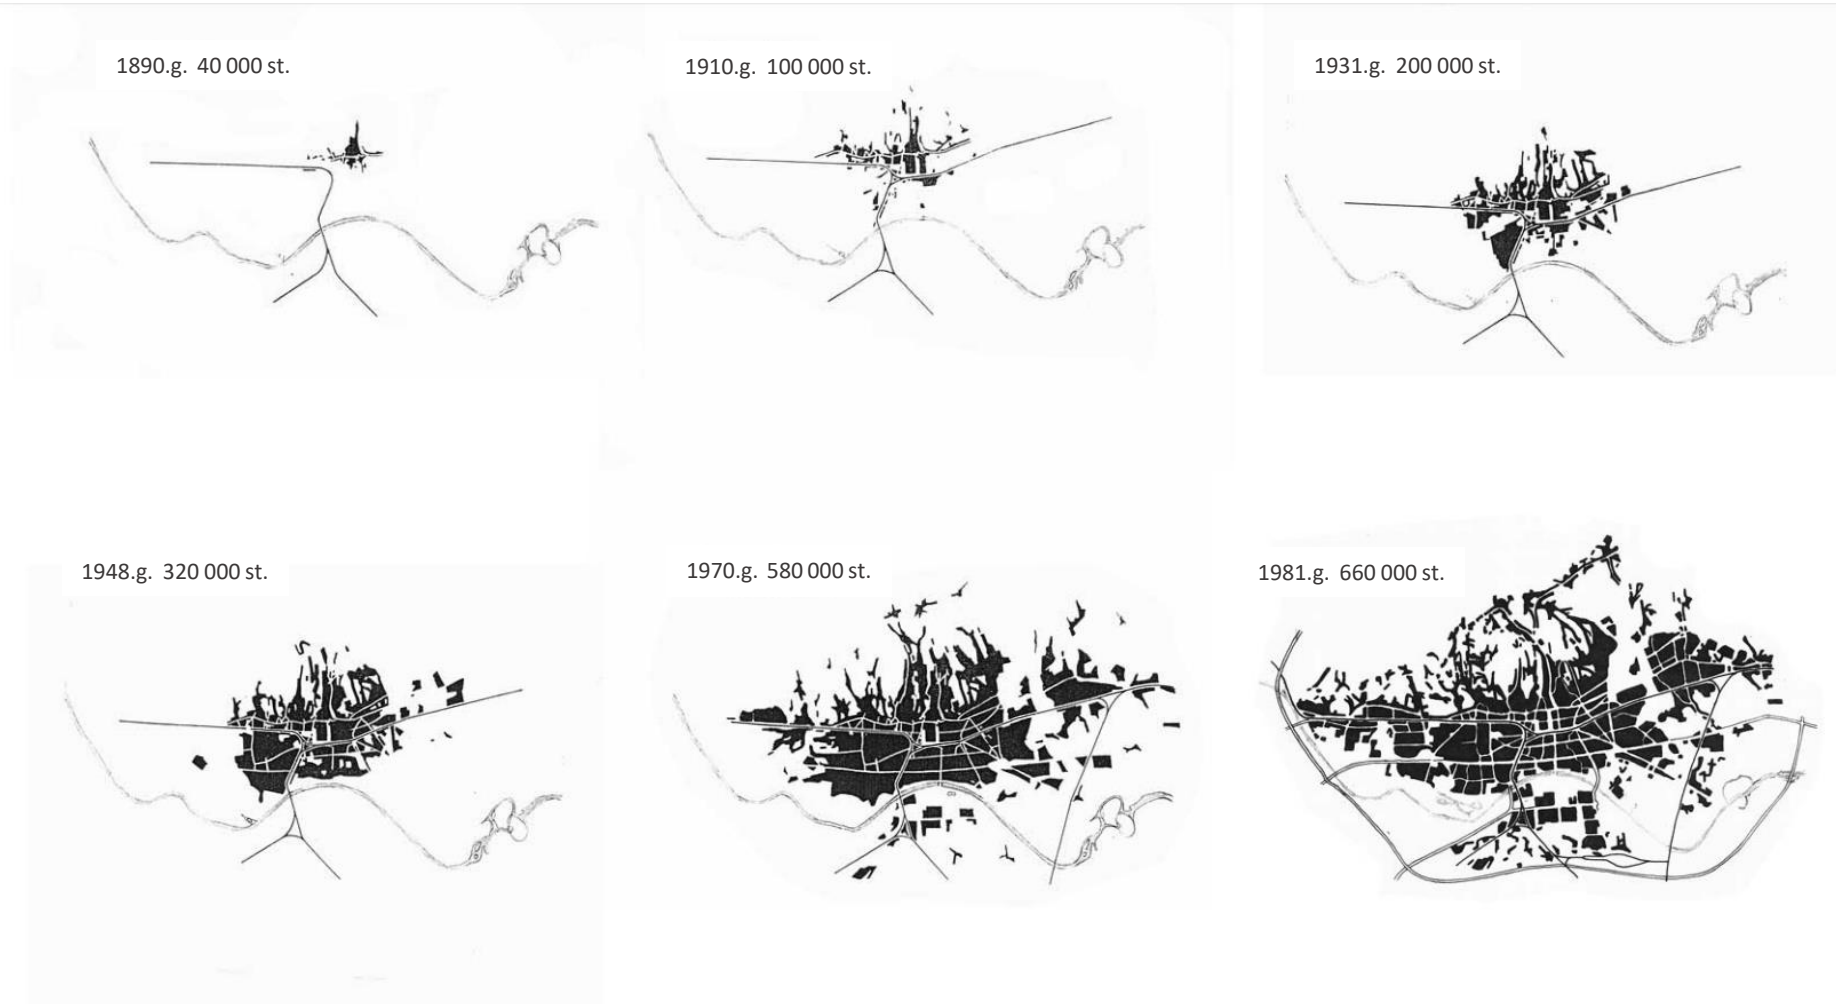 1890.g. 40 000 st.
1910.g. 100 000 st.
1931.g. 200 000 st.
1948.g. 320 000 st.
1970.g. 580 000 st.
1981.g. 660 000 st.